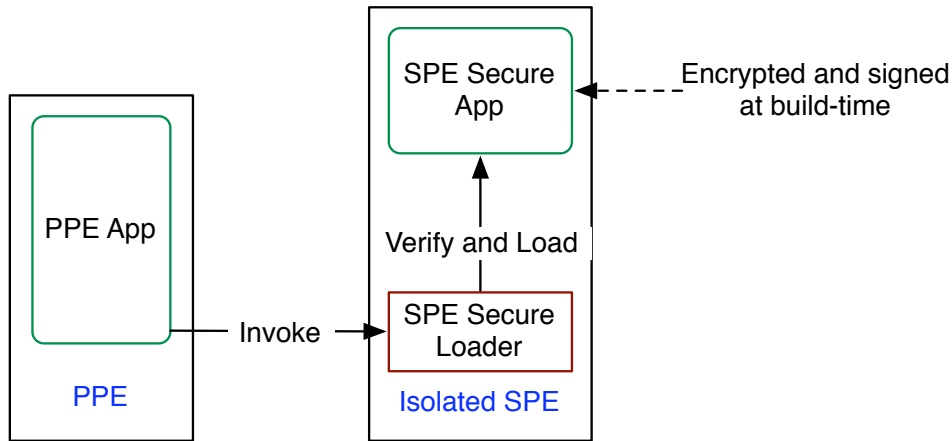 PPE App
PPE
Invoke
SPE Secure
App
Verify and Load
SPE Secure
Loader
Isolated SPE
Encrypted and signed
at build-time